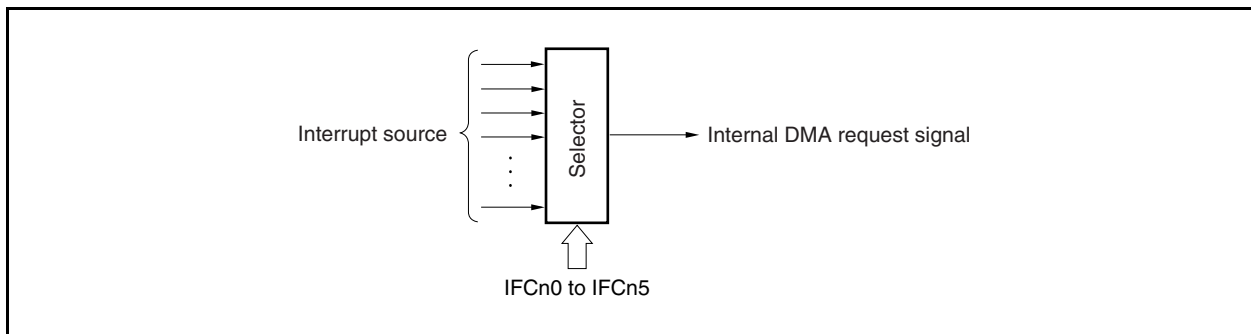 Interrupt source
Selector
Internal DMA request signal
IFCn0 to IFCn5